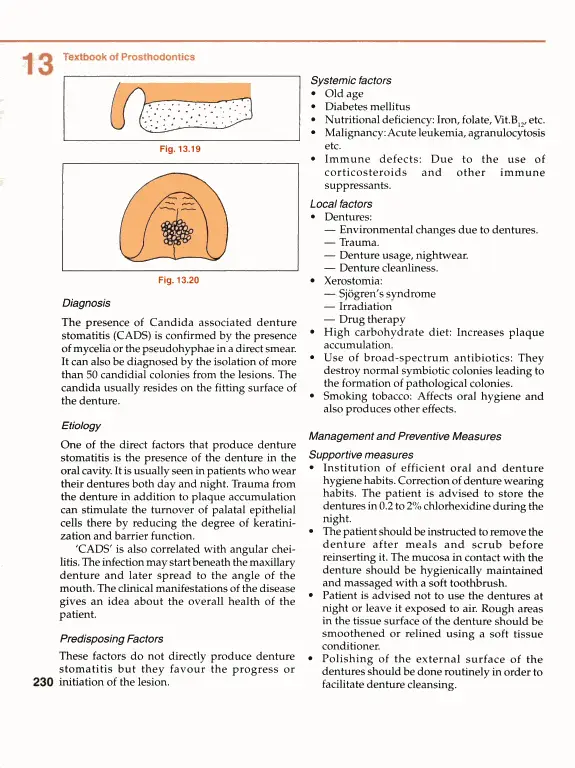 13
Textbook of Prosthodontics
Fig. 13.19
Fig. 13.20
Diagnosis
The presence of Candida associated denture
stomatitis (CADS) is confirmed by the presence
of mycelia or the pseudohyphae in a direct smear.
It can also be diagnosed by the isolation of more
than 50 candidial colonies from the lesions. The
candida usually resides on the fitting surface of
the denture.
Etiology
One of the direct factors that produce denture
stomatitis is the presence of the denture in the
oral cavity. It is usually seen in patients who wear
their dentures both day and night. Trauma from
the denture in addition to plaque accumulation
can stimulate the turnover of palatal epithelial
cells there by reducing the degree of keratini-
zation and barrier function.
'CADS' is also correlated with angular chei-
litis. The infection may start beneath the maxillary
denture and later spread to the angle of the
mouth. The clinical manifestations of the disease
gives an idea about the overall health of the
patient.
Predisposing Factors
These factors do not directly produce denture
stomatitis but they favour the progress or
initiation of the lesion.
230
Systemic factors
• Old age
• Diabetes mellitus
• Nutritional deficiency: Iron, folate, Vit.B12, etc.
• Malignancy: Acute leukemia, agranulocytosis
etc.
• Immune defects: Due to the use of
corticosteroids and other immune
suppressants.
Local factors
• Dentures:
— Environmental changes due to dentures.
— Trauma.
— Denture usage, nightwear.
— Denture cleanliness.
• Xerostomia:
— Sjögren's syndrome
— Irradiation
— Drug therapy
• High carbohydrate diet: Increases plaque
accumulation.
• Use of broad-spectrum antibiotics: They
destroy normal symbiotic colonies leading to
the formation of pathological colonies.
• Smoking tobacco: Affects oral hygiene and
also produces other effects.
Management and Preventive Measures
Supportive measures
• Institution of efficient oral and denture
hygiene habits. Correction of denture wearing
habits. The patient is advised to store the
dentures in 0.2 to 2% chlorhexidine during the
night.
• The patient should be instructed to remove the
denture after meals and scrub before
reinserting it. The mucosa in contact with the
denture should be hygienically maintained
and massaged with a soft toothbrush.
• Patient is advised not to use the dentures at
night or leave it exposed to air. Rough areas
in the tissue surface of the denture should be
smoothened or relined using a soft tissue
conditioner.
• Polishing of the external surface of the
dentures should be done routinely in order to
facilitate denture cleansing.